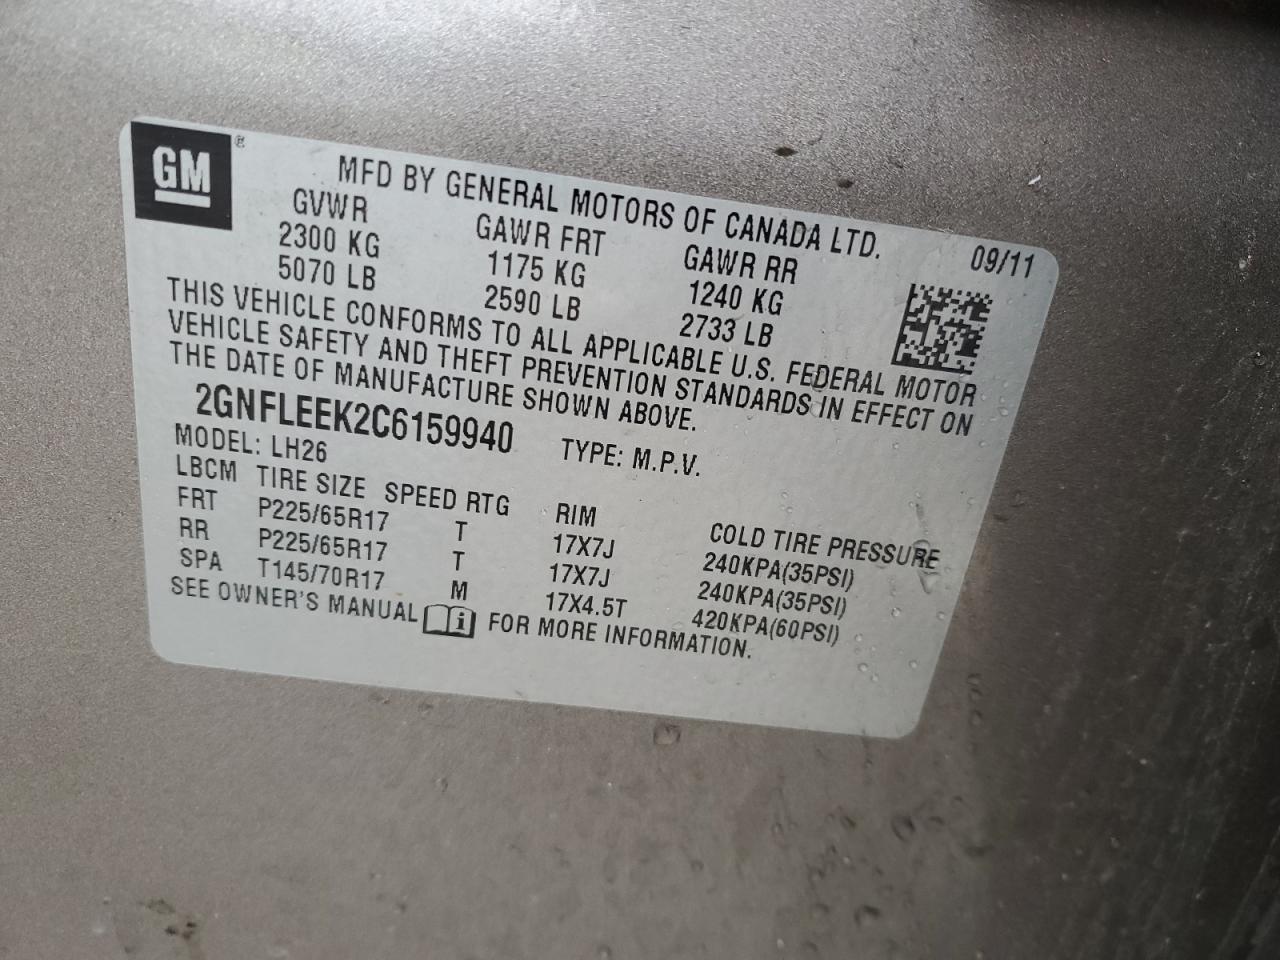 GM ®
MFD BY GENERAL MOTORS OF CANADA LTD.
GVWR GAWR FRT GAWR RR 09/11
2300 KG 1175 KG 1240 KG
5070 LB 2590 LB 2733 LB
THIS VEHICLE CONFORMS TO ALL APPLICABLE U.S. FEDERAL MOTOR
VEHICLE SAFETY AND THEFT PREVENTION STANDARDS IN EFFECT ON
THE DATE OF MANUFACTURE SHOWN ABOVE.
2GNFLEEK2C6159940 TYPE: M.P.V.
MODEL: LH26
LBCM TIRE SIZE SPEED RTG RIM COLD TIRE PRESSURE
FRT P225/65R17 T 17X7J 240KPA(35PSI)
RR P225/65R17 T 17X7J 240KPA(35PSI)
SPA T145/70R17 M 17X4.5T 420KPA(60PSI)
SEE OWNER'S MANUAL i FOR MORE INFORMATION.